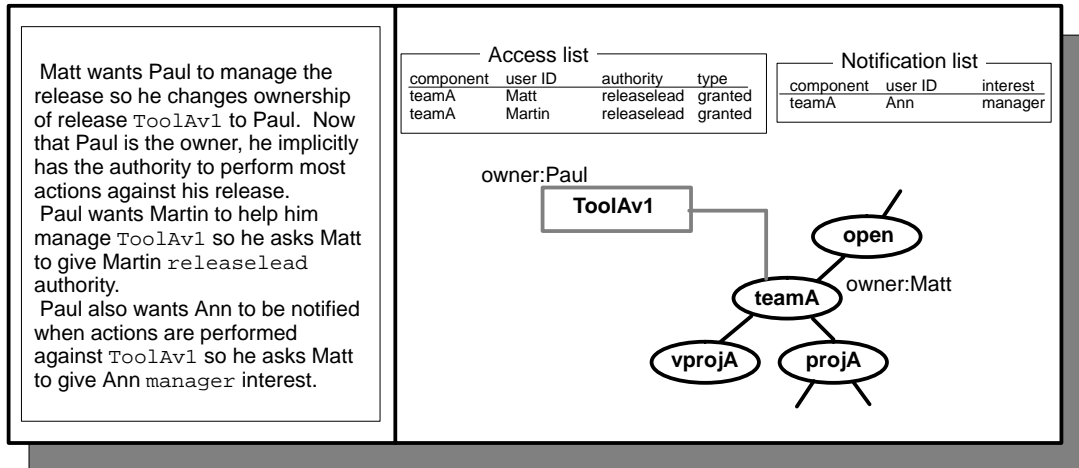 Matt wants Paul to manage the
release so he changes ownership
of release ToolAv1 to Paul. Now
that Paul is the owner, he implicitly
has the authority to perform most
actions against his release.
Paul wants Martin to help him
manage ToolAv1 so he asks Matt
to give Martin releaselead
authority.
Paul also wants Ann to be notified
when actions are performed
against ToolAv1 so he asks Matt
to give Ann manager interest.
Access list
component user ID authority type
teamA Matt releaselead granted
teamA Martin releaselead granted
Notification list
component user ID interest
teamA Ann manager
owner:Paul
ToolAv1
open
teamA
owner:Matt
vprojA
projA